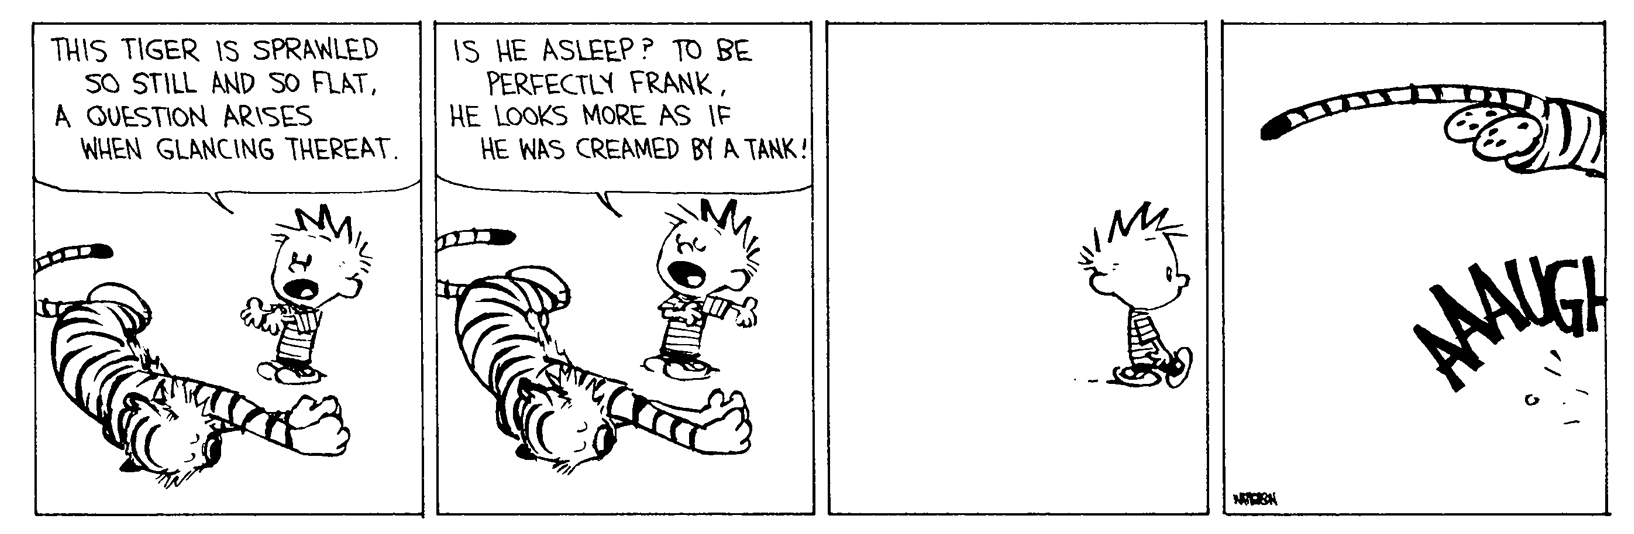 THIS TIGER IS SPRAWLED
SO STILL AND SO FLAT,
A QUESTION ARISES
WHEN GLANCING THEREAT.
IS HE ASLEEP? TO BE
PERFECTLY FRANK,
HE LOOKS MORE AS IF
HE WAS CREAMED BY A TANK!
AAAUGH
WATTERSON